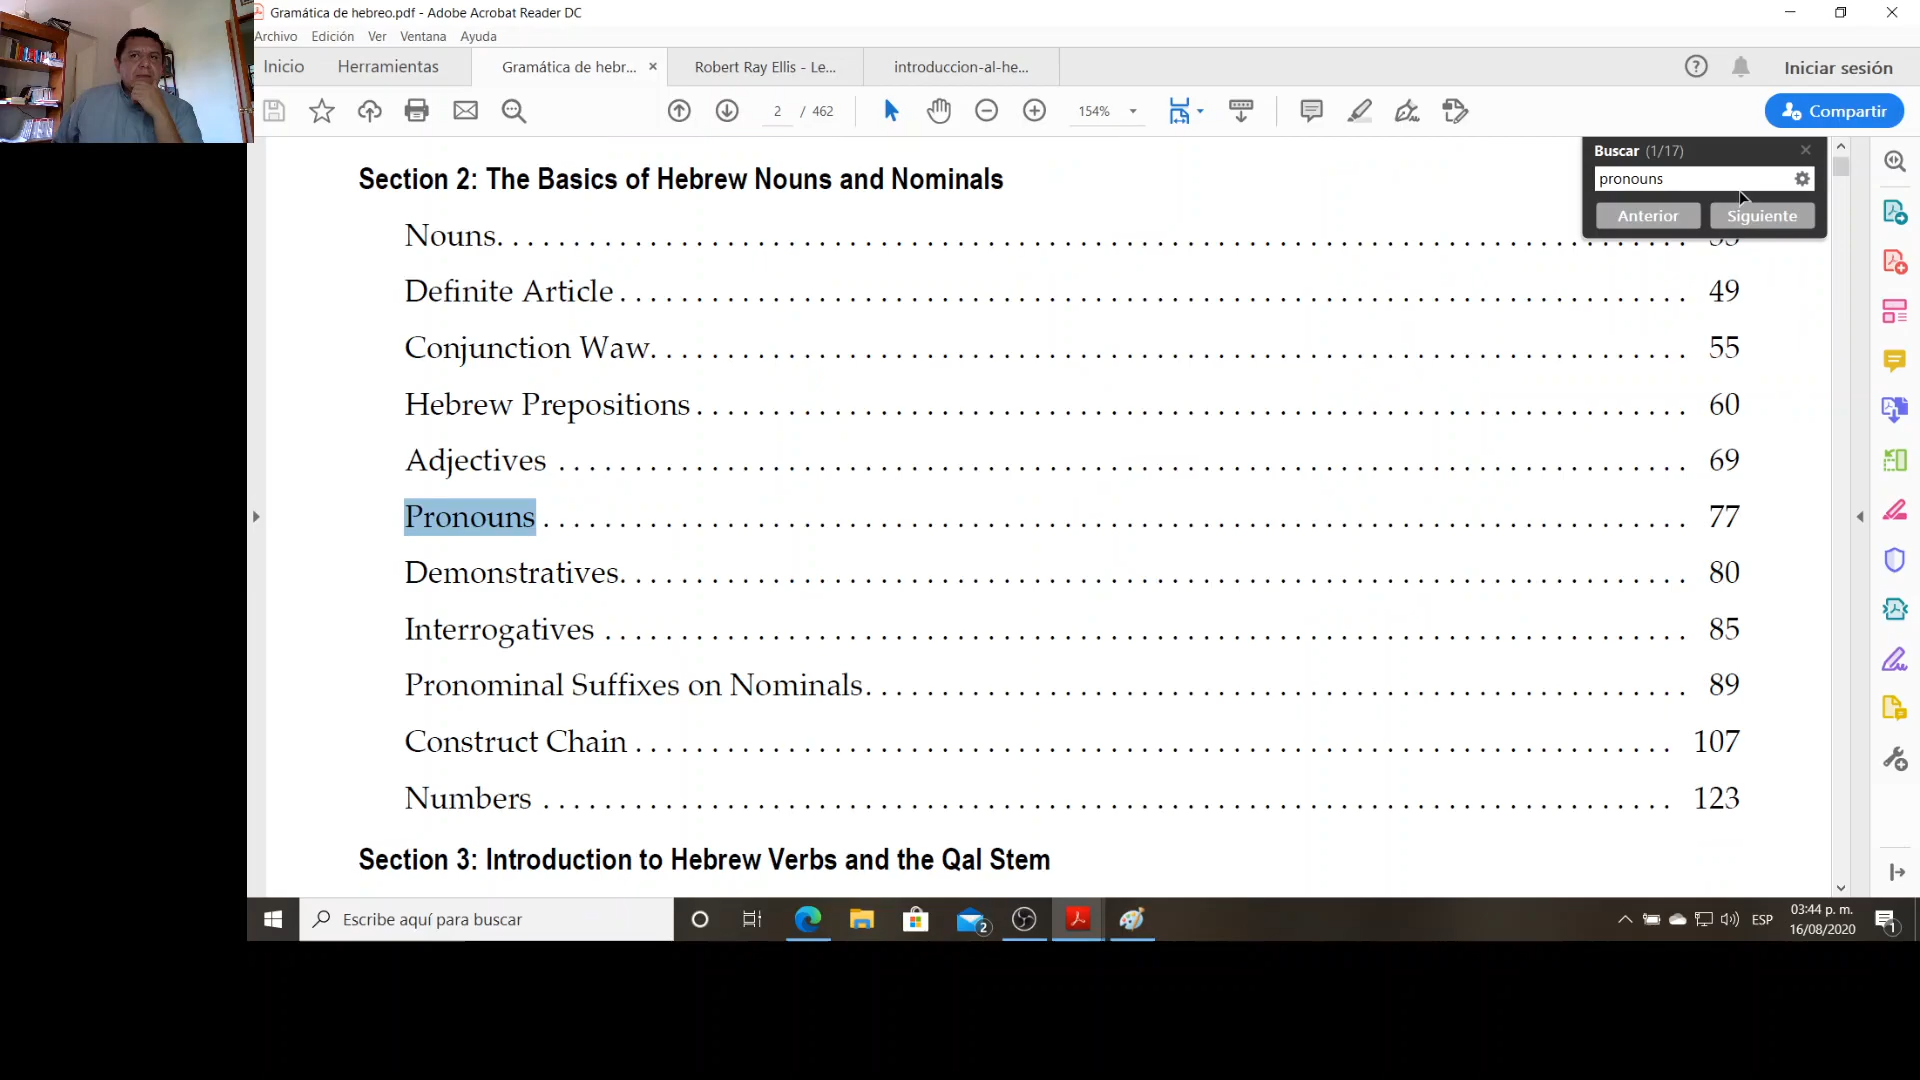 Gramática de hebreo.pdf - Adobe Acrobat Reader DC
Archivo Edición Ver Ventana Ayuda
Inicio Herramientas Gramática de hebr... × Robert Ray Ellis - Le... introduccion-al-he... Iniciar sesión
2 / 462 154% Compartir
Buscar (1/17)
pronouns
Anterior Siguiente
Section 2: The Basics of Hebrew Nouns and Nominals
Nouns. . . . . . . . . . . . . . . . . . . .
Definite Article . . . . . . . . . . . . . . . . . . . . 49
Conjunction Waw. . . . . . . . . . . . . . . . . . . . 55
Hebrew Prepositions . . . . . . . . . . . . . . . . . . . . 60
Adjectives . . . . . . . . . . . . . . . . . . . . 69
Pronouns . . . . . . . . . . . . . . . . . . . . 77
Demonstratives. . . . . . . . . . . . . . . . . . . . 80
Interrogatives . . . . . . . . . . . . . . . . . . . . 85
Pronominal Suffixes on Nominals. . . . . . . . . . . . . . . . . . . . 89
Construct Chain . . . . . . . . . . . . . . . . . . . . 107
Numbers . . . . . . . . . . . . . . . . . . . . 123
Section 3: Introduction to Hebrew Verbs and the Qal Stem
Escribe aquí para buscar 2 ESP 03:44 p. m. 1
16/08/2020